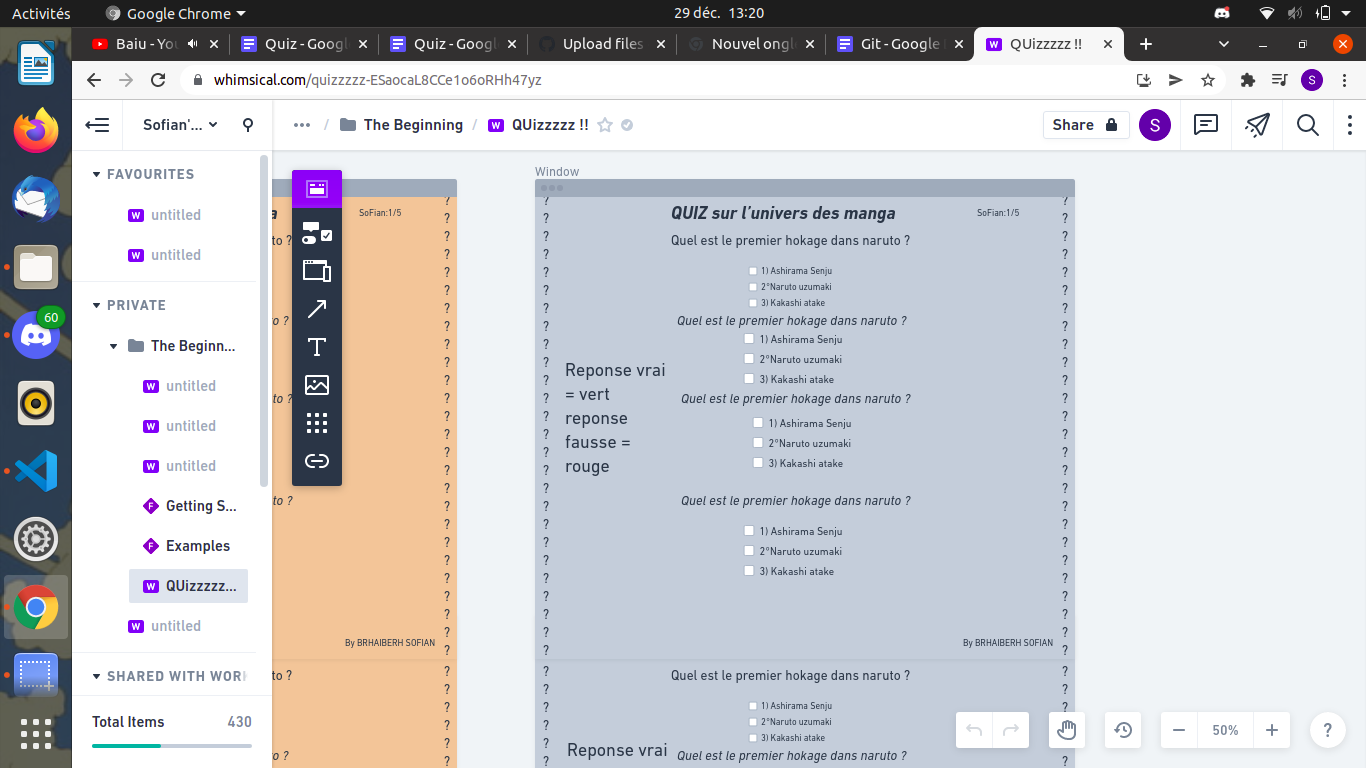 Activités
Google Chrome
29 déc. 13:20
Baiu - You
Quiz - Google
Quiz - Google
Upload files
Nouvel ongl
Git - Google
QUizzzzz !!
whimsical.com/quizzzzz-ESaocaL8CCe1o6oRHh47yz
S
Sofian'...
The Beginning
QUizzzzz !!
Share
S
FAVOURITES
untitled
untitled
PRIVATE
The Beginn...
untitled
untitled
untitled
Getting S...
Examples
QUizzzzz...
untitled
SHARED WITH WORK
Total Items 430
60
SoFian:1/5
to ?
to ?
to ?
to ?
By BRHAIBERH SOFIAN
to ?
to ?
Window
QUIZ sur l'univers des manga
SoFian:1/5
Quel est le premier hokage dans naruto ?
1) Ashirama Senju
2°Naruto uzumaki
3) Kakashi atake
Quel est le premier hokage dans naruto ?
1) Ashirama Senju
2°Naruto uzumaki
3) Kakashi atake
Reponse vrai
= vert
reponse
fausse =
rouge
Quel est le premier hokage dans naruto ?
1) Ashirama Senju
2°Naruto uzumaki
3) Kakashi atake
Quel est le premier hokage dans naruto ?
1) Ashirama Senju
2°Naruto uzumaki
3) Kakashi atake
By BRHAIBERH SOFIAN
Quel est le premier hokage dans naruto ?
1) Ashirama Senju
2°Naruto uzumaki
3) Kakashi atake
Reponse vrai
Quel est le premier hokage dans naruto ?
50%
?